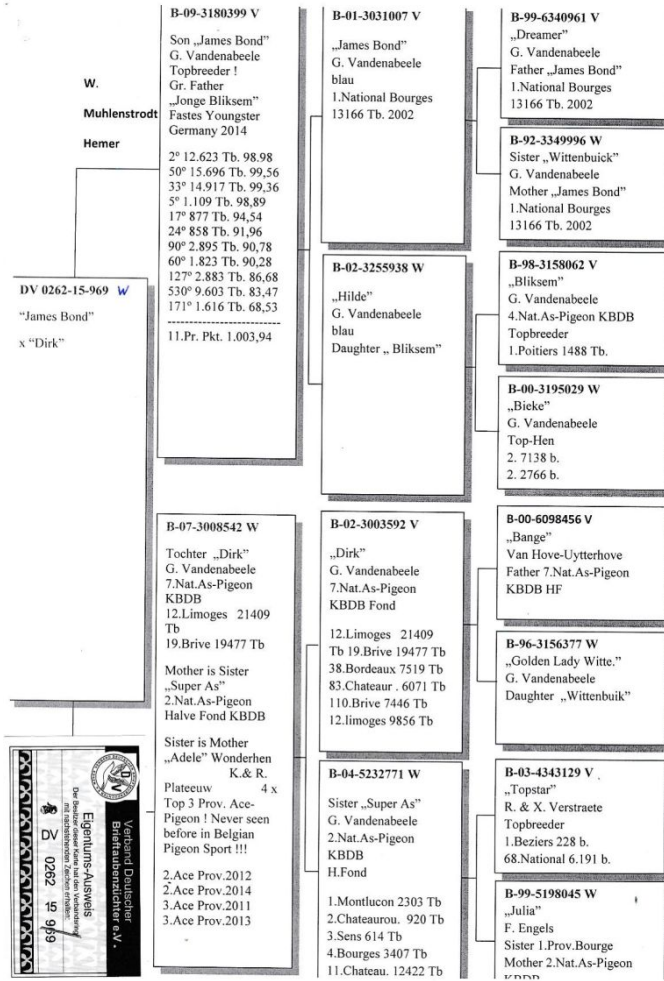 W.
Muhlenstrodt
Hemer
DV 0262-15-969 W
"James Bond"
x "Dirk"
B-09-3180399 V
Son „James Bond"
G. Vandenabeele
Topbreeder !
Gr. Father
„Jonge Bliksem"
Fastes Youngster
Germany 2014
2° 12.623 Tb. 98.98
50° 15.696 Tb. 99,56
33° 14.917 Tb. 99,36
5° 1.109 Tb. 98,89
17° 877 Tb. 94,54
24° 858 Tb. 91,96
90° 2.895 Tb. 90,78
60° 1.823 Tb. 90,28
127° 2.883 Tb. 86,68
530° 9.603 Tb. 83,47
171° 1.616 Tb. 68,53
--------------------------
11.Pr. Pkt. 1.003,94
B-07-3008542 W
Tochter „Dirk"
G. Vandenabeele
7.Nat.As-Pigeon
KBDB
12.Limoges 21409
Tb
19.Brive 19477 Tb
Mother is Sister
„Super As"
2.Nat.As-Pigeon
Halve Fond KBDB
Sister is Mother
„Adele" Wonderhen
K.& R.
Plateeuw 4 x
Top 3 Prov. Ace-
Pigeon ! Never seen
before in Belgian
Pigeon Sport !!!
2.Ace Prov.2012
2.Ace Prov.2014
3.Ace Prov.2011
3.Ace Prov.2013
B-01-3031007 V
„James Bond"
G. Vandenabeele
blau
1.National Bourges
13166 Tb. 2002
B-02-3255938 W
„Hilde"
G. Vandenabeele
blau
Daughter „ Bliksem"
B-02-3003592 V
„Dirk"
G. Vandenabeele
7.Nat.As-Pigeon
KBDB Fond
12.Limoges 21409
Tb 19.Brive 19477 Tb
38.Bordeaux 7519 Tb
83.Chateaur . 6071 Tb
110.Brive 7446 Tb
12.limoges 9856 Tb
B-04-5232771 W
Sister „Super As"
G. Vandenabeele
2.Nat.As-Pigeon
KBDB
H.Fond
1.Montlucon 2303 Tb
2.Chateaurou. 920 Tb
3.Sens 614 Tb
4.Bourges 3407 Tb
11.Chateau. 12422 Tb
B-99-6340961 V
„Dreamer"
G. Vandenabeele
Father „James Bond"
1.National Bourges
13166 Tb. 2002
B-92-3349996 W
Sister „Wittenbuick"
G. Vandenabeele
Mother „James Bond"
1.National Bourges
13166 Tb. 2002
B-98-3158062 V
„Bliksem"
G. Vandenabeele
4.Nat.As-Pigeon KBDB
Topbreeder
1.Poitiers 1488 Tb.
B-00-3195029 W
„Bieke"
G. Vandenabeele
Top-Hen
2. 7138 b.
2. 2766 b.
B-00-6098456 V
„Bange"
Van Hove-Uytterhove
Father 7.Nat.As-Pigeon
KBDB HF
B-96-3156377 W
„Golden Lady Witte."
G. Vandenabeele
Daughter „Wittenbuik"
B-03-4343129 V
„Topstar"
R. & X. Verstraete
Topbreeder
1.Beziers 228 b.
68.National 6.191 b.
B-99-5198045 W
„Julia"
F. Engels
Sister 1.Prov.Bourge
Mother 2.Nat.As-Pigeon
KBDB
Verband Deutscher
Brieftaubenzüchter e.V.
Eigentums-Ausweis
Der Besitzer dieser Karte hat den Verbandsring
mit nachstehenden Zeichen erhalten:
DV 0262 15 969